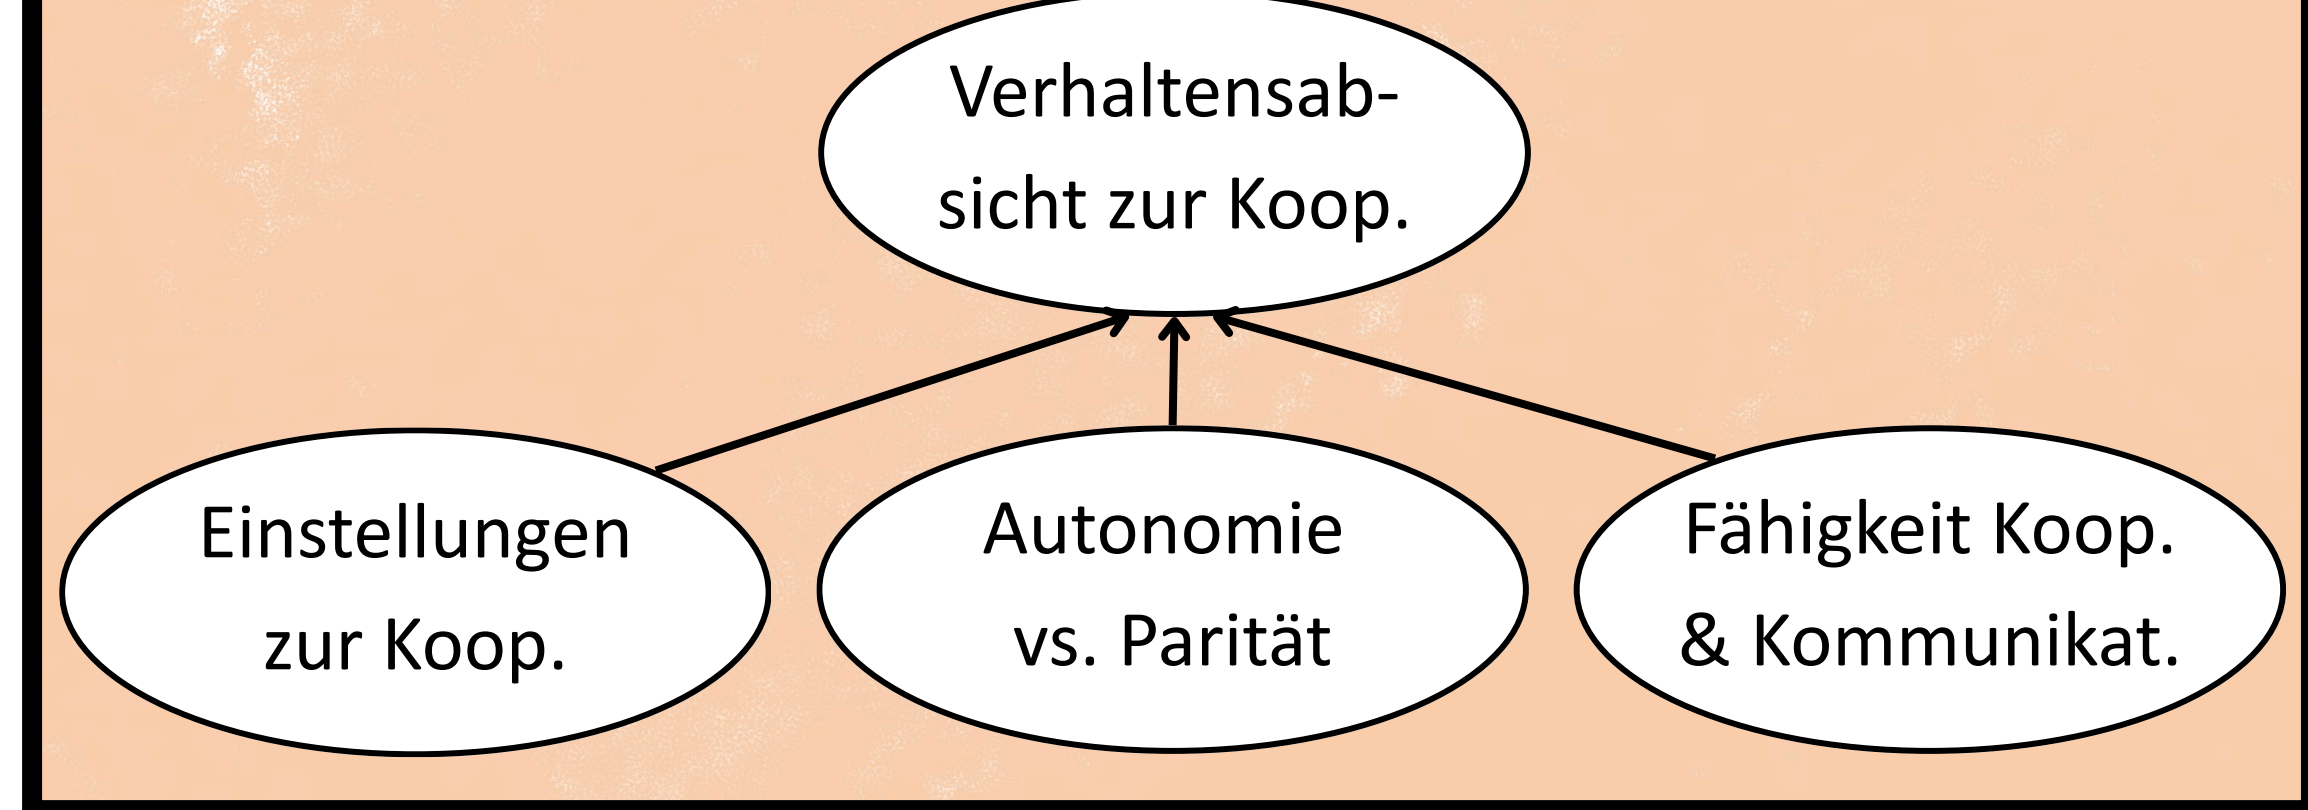 Verhaltensab-
sicht zur Koop.
Einstellungen
zur Koop.
Autonomie
vs. Parität
Fähigkeit Koop.
& Kommunikat.